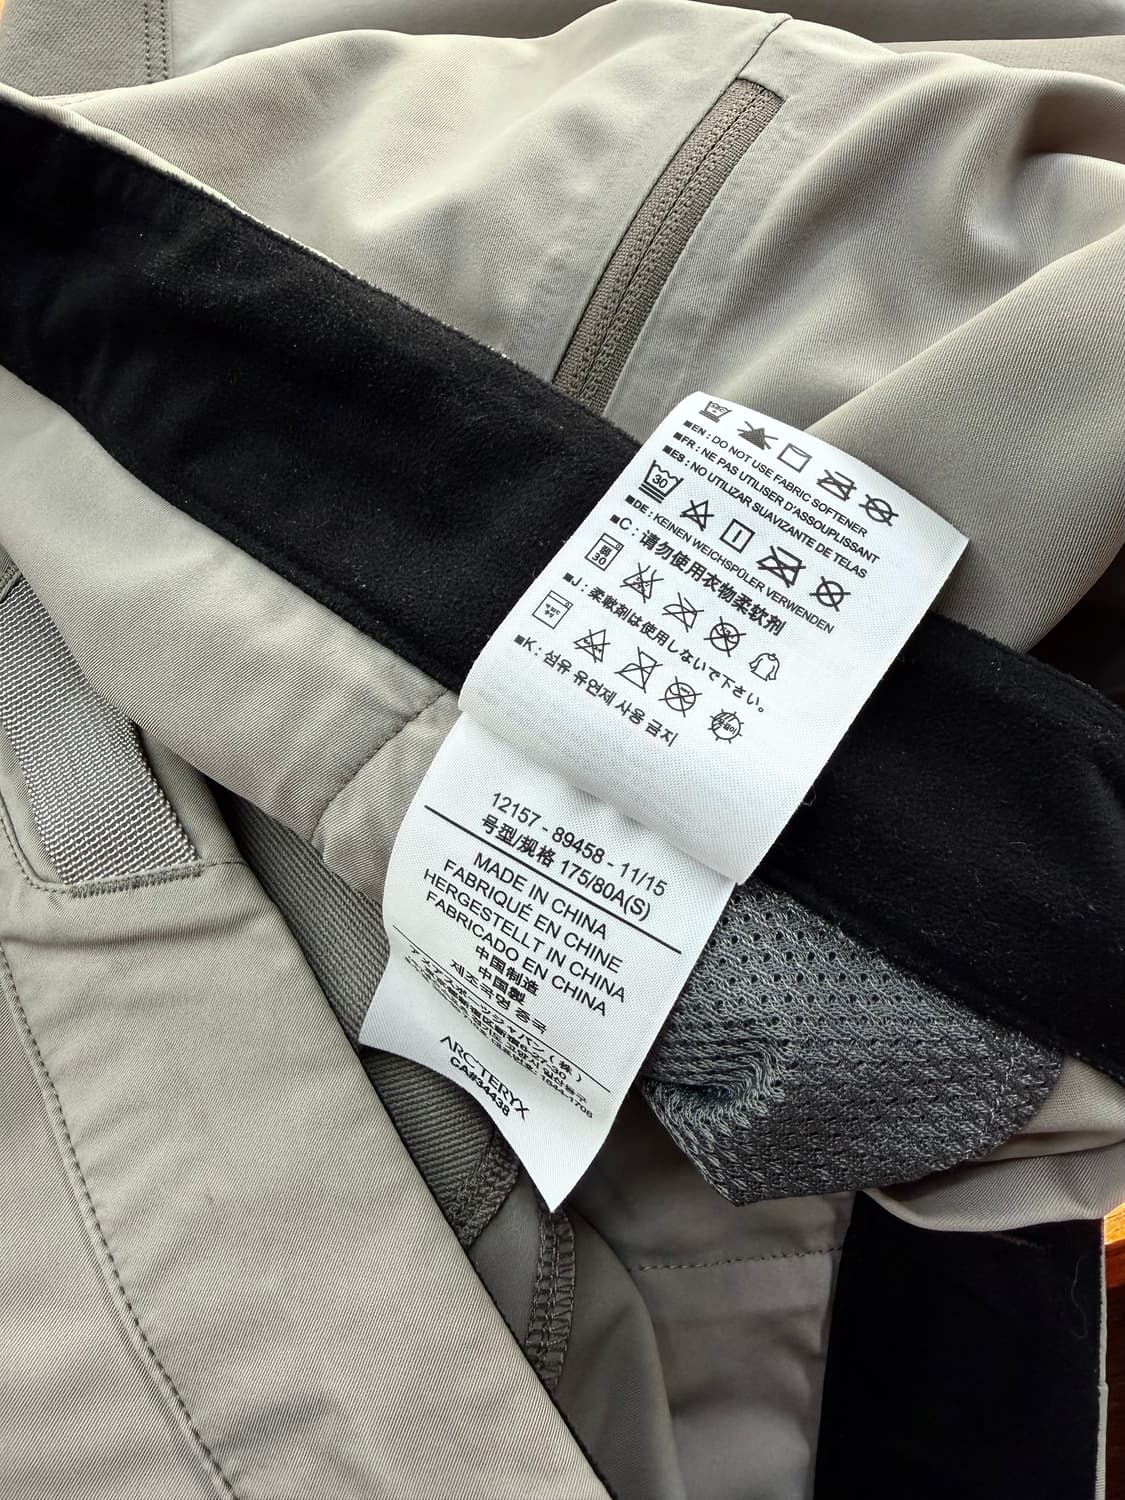 ■EN : DO NOT USE FABRIC SOFTENER
■FR : NE PAS UTILISER D'ASSOUPLISSANT
■ES : NO UTILIZAR SUAVIZANTE DE TELAS
30
■DE : KEINEN WEICHSPÜLER VERWENDEN
■C : 请勿使用衣物柔软剂
30
■J : 柔軟剤は使用しないで下さい。
■K : 섬유 유연제 사용 금지
12157 - 89458 - 11/15
号型/规格 175/80A(S)
MADE IN CHINA
FABRIQUÉ EN CHINE
HERGESTELLT IN CHINA
FABRICADO EN CHINA
中国制造
中国製
제조국명 중국
ARC'TERYX
CA#34438